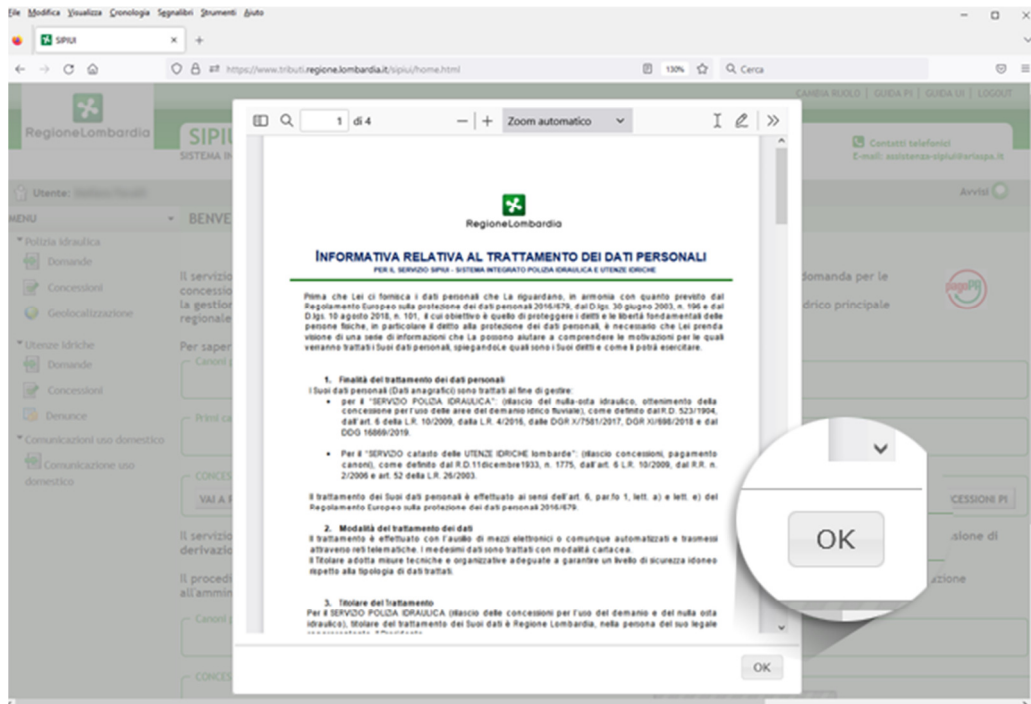 File Modifica Visualizza Cronologia Segnalibri Strumenti Aiuto
SIPIUI
https://www.tributi.regione.lombardia.it/sipiui/home.html
130%
Cerca
CAMBIA RUOLO | GUIDA PI | GUIDA UI | LOGOUT
RegioneLombardia
SIPIU
SISTEMA IN
Contatti telefonici
E-mail: assistenza-sipiui@ariaspa.it
Utente:
Avvisi
MENU
BENVE
Polizia Idraulica
Domande
Concessioni
Geolocalizzazione
Utenze Idriche
Domande
Concessioni
Denunce
Comunicazioni uso domestico
Comunicazione uso
domestico
Il servizio
domanda per le
concessio
la gestion
drico principale
regionale
pagoPA
Per saper
Canoni p
Primi ca
CONCES
VAI A P
CESSIONI PI
Il servizio
sione di
derivazio
Il procedi
azione
all'ammin
Canoni p
CONCES
1 di 4
Zoom automatico
RegioneLombardia
INFORMATIVA RELATIVA AL TRATTAMENTO DEI DATI PERSONALI
PER IL SERVIZIO SIPIUI - SISTEMA INTEGRATO POLIZIA IDRAULICA E UTENZE IDRICHE
Prima che Lei ci fornisca i dati personali che La riguardano, in armonia con quanto previsto dal
Regolamento Europeo sulla protezione dei dati personali 2016/679, dal D.lgs. 30 giugno 2003, n. 196 e dal
D.lgs. 10 agosto 2018, n. 101, il cui obiettivo è quello di proteggere i diritti e le libertà fondamentali delle
persone fisiche, in particolare il diritto alla protezione dei dati personali, è necessario che Lei prenda
visione di una serie di informazioni che La possono aiutare a comprendere le motivazioni per le quali
verranno trattati i Suoi dati personali, spiegandoLe quali sono i Suoi diritti e come li potrà esercitare.
1. Finalità del trattamento dei dati personali
I Suoi dati personali (Dati anagrafici) sono trattati al fine di gestire:
• per il "SERVIZIO POLIZIA IDRAULICA": (rilascio del nulla-osta idraulico, ottenimento della
concessione per l'uso delle aree del demanio idrico fluviale), come definito dal R.D. 523/1904,
dall'art. 6 della L.R. 10/2009, dalla L.R. 4/2016, dalle DGR X/7581/2017, DGR XI/698/2018 e dal
DDG 16869/2019.
• Per il "SERVIZIO catasto delle UTENZE IDRICHE lombarde": (rilascio concessioni, pagamento
canoni), come definito dal R.D.11dicembre1933, n. 1775, dall'art. 6 L.R. 10/2009, dal R.R. n.
2/2006 e art. 52 della L.R. 26/2003.
Il trattamento dei Suoi dati personali è effettuato ai sensi dell'art. 6, par.fo 1, lett. a) e lett. e) del
Regolamento Europeo sulla protezione dei dati personali 2016/679.
2. Modalità del trattamento dei dati
Il trattamento è effettuato con l'ausilio di mezzi elettronici o comunque automatizzati e trasmessi
attraverso reti telematiche. I medesimi dati sono trattati con modalità cartacea.
Il Titolare adotta misure tecniche e organizzative adeguate a garantire un livello di sicurezza idoneo
rispetto alla tipologia di dati trattati.
3. Titolare del Trattamento
Per il SERVIZIO POLIZIA IDRAULICA (rilascio delle concessioni per l'uso del demanio e del nulla osta
idraulico), titolare del trattamento dei Suoi dati è Regione Lombardia, nella persona del suo legale
OK
OK